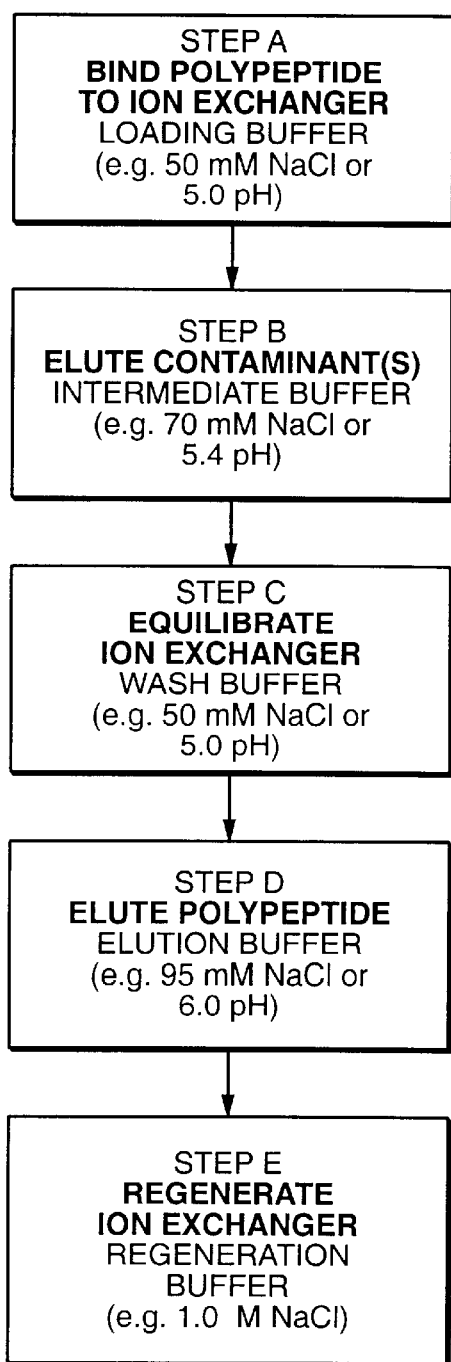 STEP A
BIND POLYPEPTIDE
TO ION EXCHANGER
LOADING BUFFER
(e.g. 50 mM NaCl or
5.0 pH)
STEP B
ELUTE CONTAMINANT(S)
INTERMEDIATE BUFFER
(e.g. 70 mM NaCl or
5.4 pH)
STEP C
EQUILIBRATE
ION EXCHANGER
WASH BUFFER
(e.g. 50 mM NaCl or
5.0 pH)
STEP D
ELUTE POLYPEPTIDE
ELUTION BUFFER
(e.g. 95 mM NaCl or
6.0 pH)
STEP E
REGENERATE
ION EXCHANGER
REGENERATION
BUFFER
(e.g. 1.0 M NaCl)